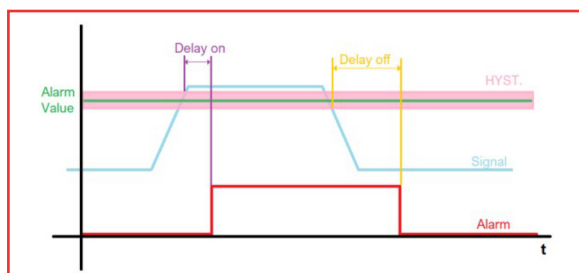 Delay on
Delay off
HYST.
Alarm
Value
Signal
Alarm
t